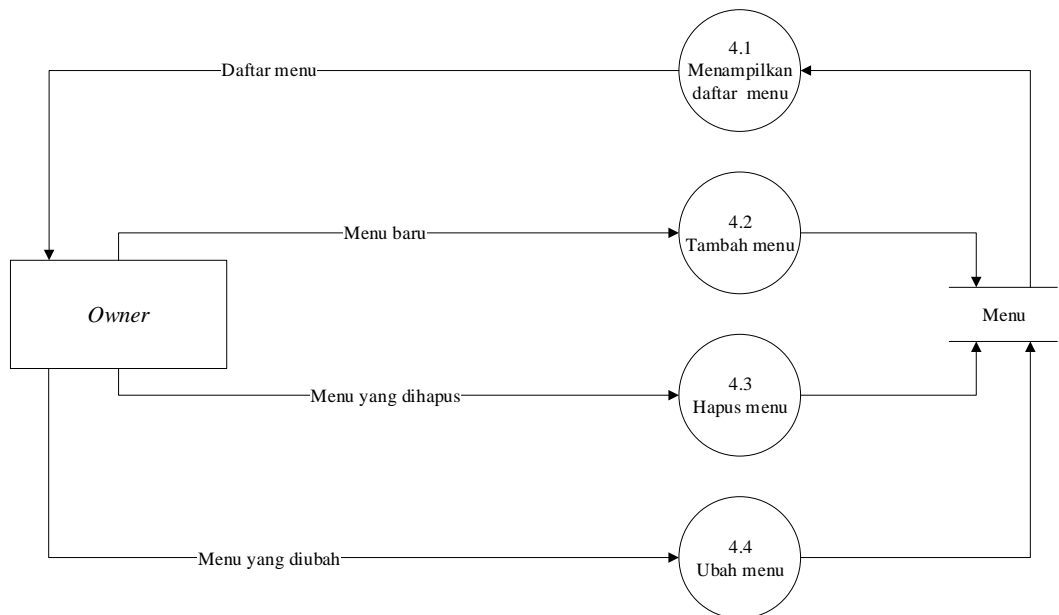 4.1
Menampilkan
daftar menu
Daftar menu
4.2
Tambah menu
Menu baru
Owner
Menu
4.3
Hapus menu
Menu yang dihapus
4.4
Ubah menu
Menu yang diubah